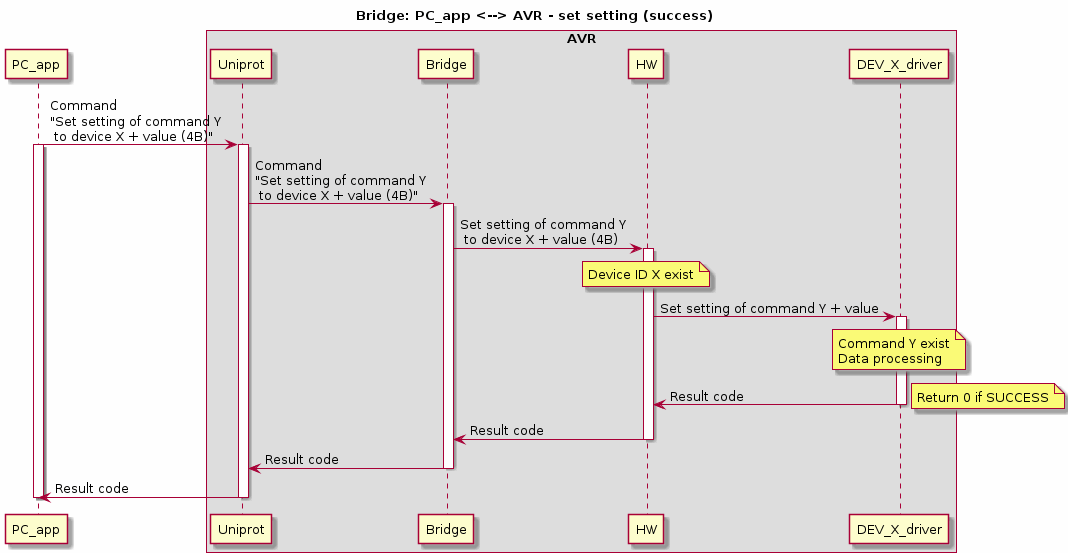 Bridge: PC_app <--> AVR - set setting (success)
AVR
PC_app
Uniprot
Bridge
HW
DEV_X_driver
Command
"Set setting of command Y
to device X + value (4B)"
Command
"Set setting of command Y
to device X + value (4B)"
Set setting of command Y
to device X + value (4B)
Device ID X exist
Set setting of command Y + value
Command Y exist
Data processing
Result code
Return 0 if SUCCESS
Result code
Result code
Result code
PC_app
Uniprot
Bridge
HW
DEV_X_driver